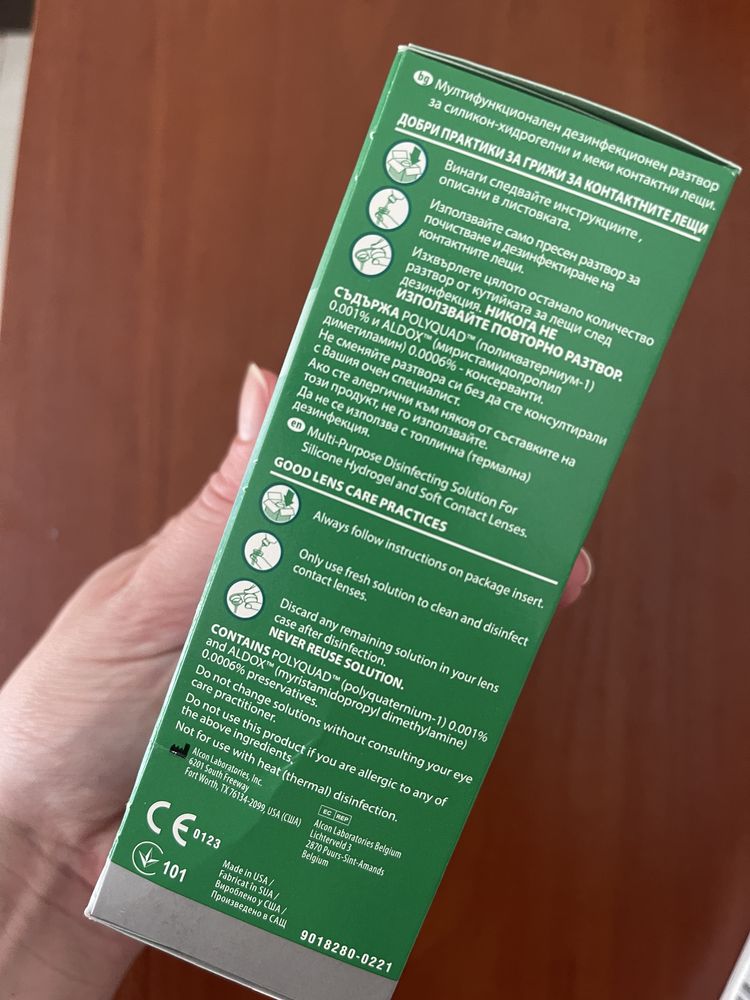 bg Мултифункционален дезинфекционен разтвор
за силикон-хидрогелни и меки контактни лещи.
ДОБРИ ПРАКТИКИ ЗА ГРИЖИ ЗА КОНТАКТНИТЕ ЛЕЩИ
Винаги следвайте инструкциите,
описани в листовката.
Използвайте само пресен разтвор за
почистване и дезинфектиране на
контактните лещи.
Изхвърлете цялото останало количество
разтвор от кутийката за лещи след
дезинфекция. НИКОГА НЕ
ИЗПОЛЗВАЙТЕ ПОВТОРНО РАЗТВОР.
СЪДЪРЖА POLYQUAD™ (поликватерниум-1)
0.001% и ALDOX™ (миристамидопропил
диметиламин) 0.0006% - консерванти.
Не сменяйте разтвора си без да сте консултирали
с Вашия очен специалист.
Ако сте алергични към някоя от съставките на
този продукт, не го използвайте.
Да не се използва с топлинна (термална)
дезинфекция.
en Multi-Purpose Disinfecting Solution For
Silicone Hydrogel and Soft Contact Lenses.
GOOD LENS CARE PRACTICES
Always follow instructions on package insert.
Only use fresh solution to clean and disinfect
contact lenses.
Discard any remaining solution in your lens
case after disinfection.
NEVER REUSE SOLUTION.
CONTAINS POLYQUAD™ (polyquaternium-1) 0.001%
and ALDOX™ (myristamidopropyl dimethylamine)
0.0006% preservatives.
Do not change solutions without consulting your eye
care practitioner.
Do not use this product if you are allergic to any of
the above ingredients.
Not for use with heat (thermal) disinfection.
Alcon Laboratories, Inc.
6201 South Freeway
Fort Worth, TX 76134-2099, USA (США)
EC REP
Alcon Laboratories Belgium
Lichterveld 3
2870 Puurs-Sint-Amands
Belgium
CE 0123
101
Made in USA /
Fabricat în SUA /
Вироблено у США /
Произведено в САЩ
9018280-0221